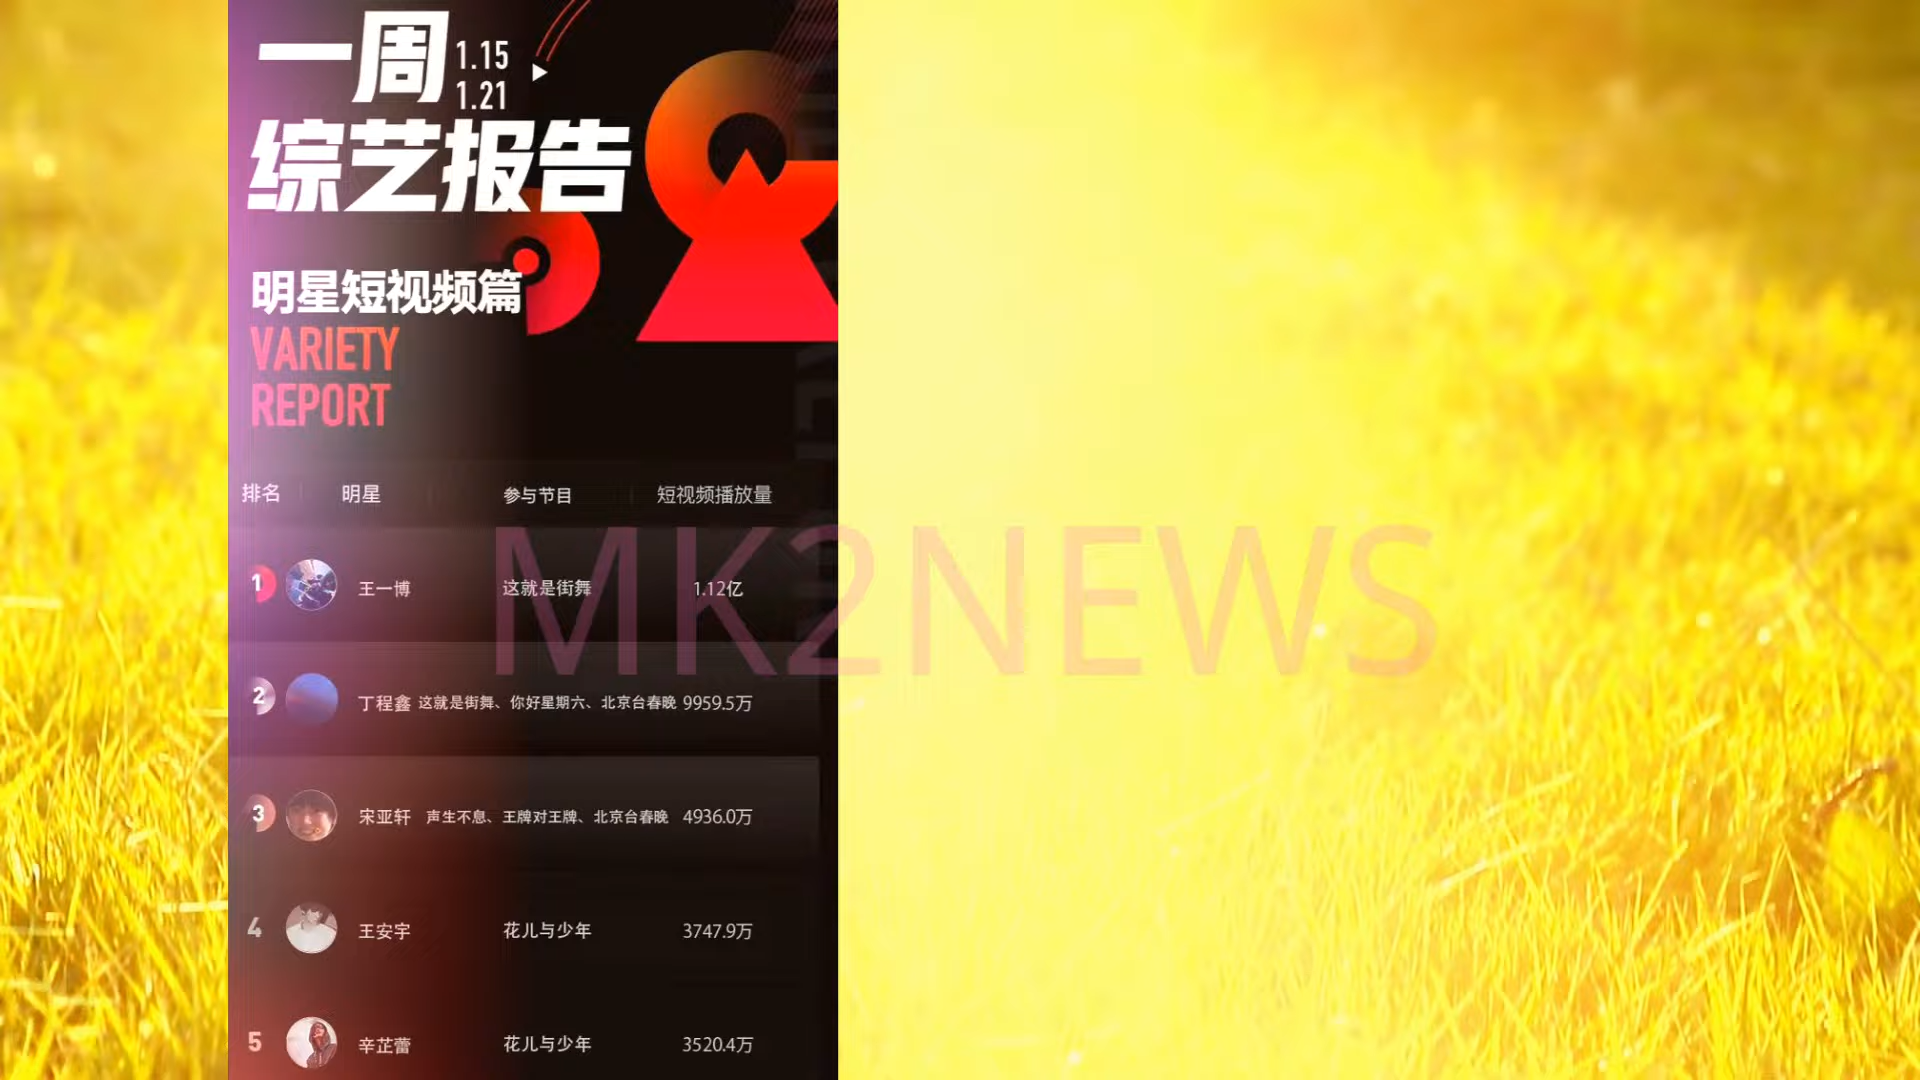 一周 1.15
1.21
综艺报告
明星短视频篇
VARIETY
REPORT
排名 明星 参与节目 短视频播放量
1 王一博 这就是街舞 1.12亿
2 丁程鑫 这就是街舞、你好星期六、北京台春晚 9959.5万
3 宋亚轩 声生不息、王牌对王牌、北京台春晚 4936.0万
4 王安宇 花儿与少年 3747.9万
5 辛芷蕾 花儿与少年 3520.4万
MK2NEWS